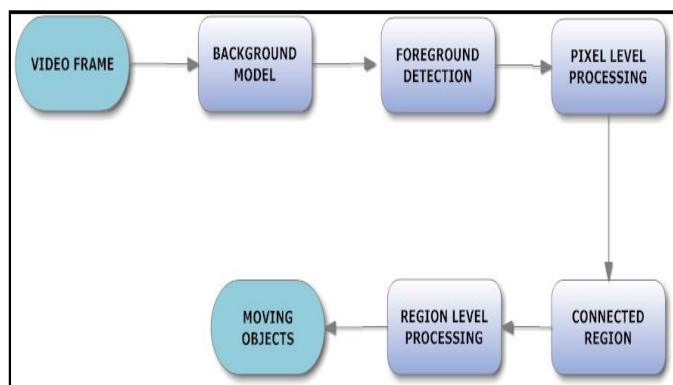 VIDEO FRAME
BACKGROUND
MODEL
FOREGROUND
DETECTION
PIXEL LEVEL
PROCESSING
CONNECTED
REGION
REGION LEVEL
PROCESSING
MOVING
OBJECTS